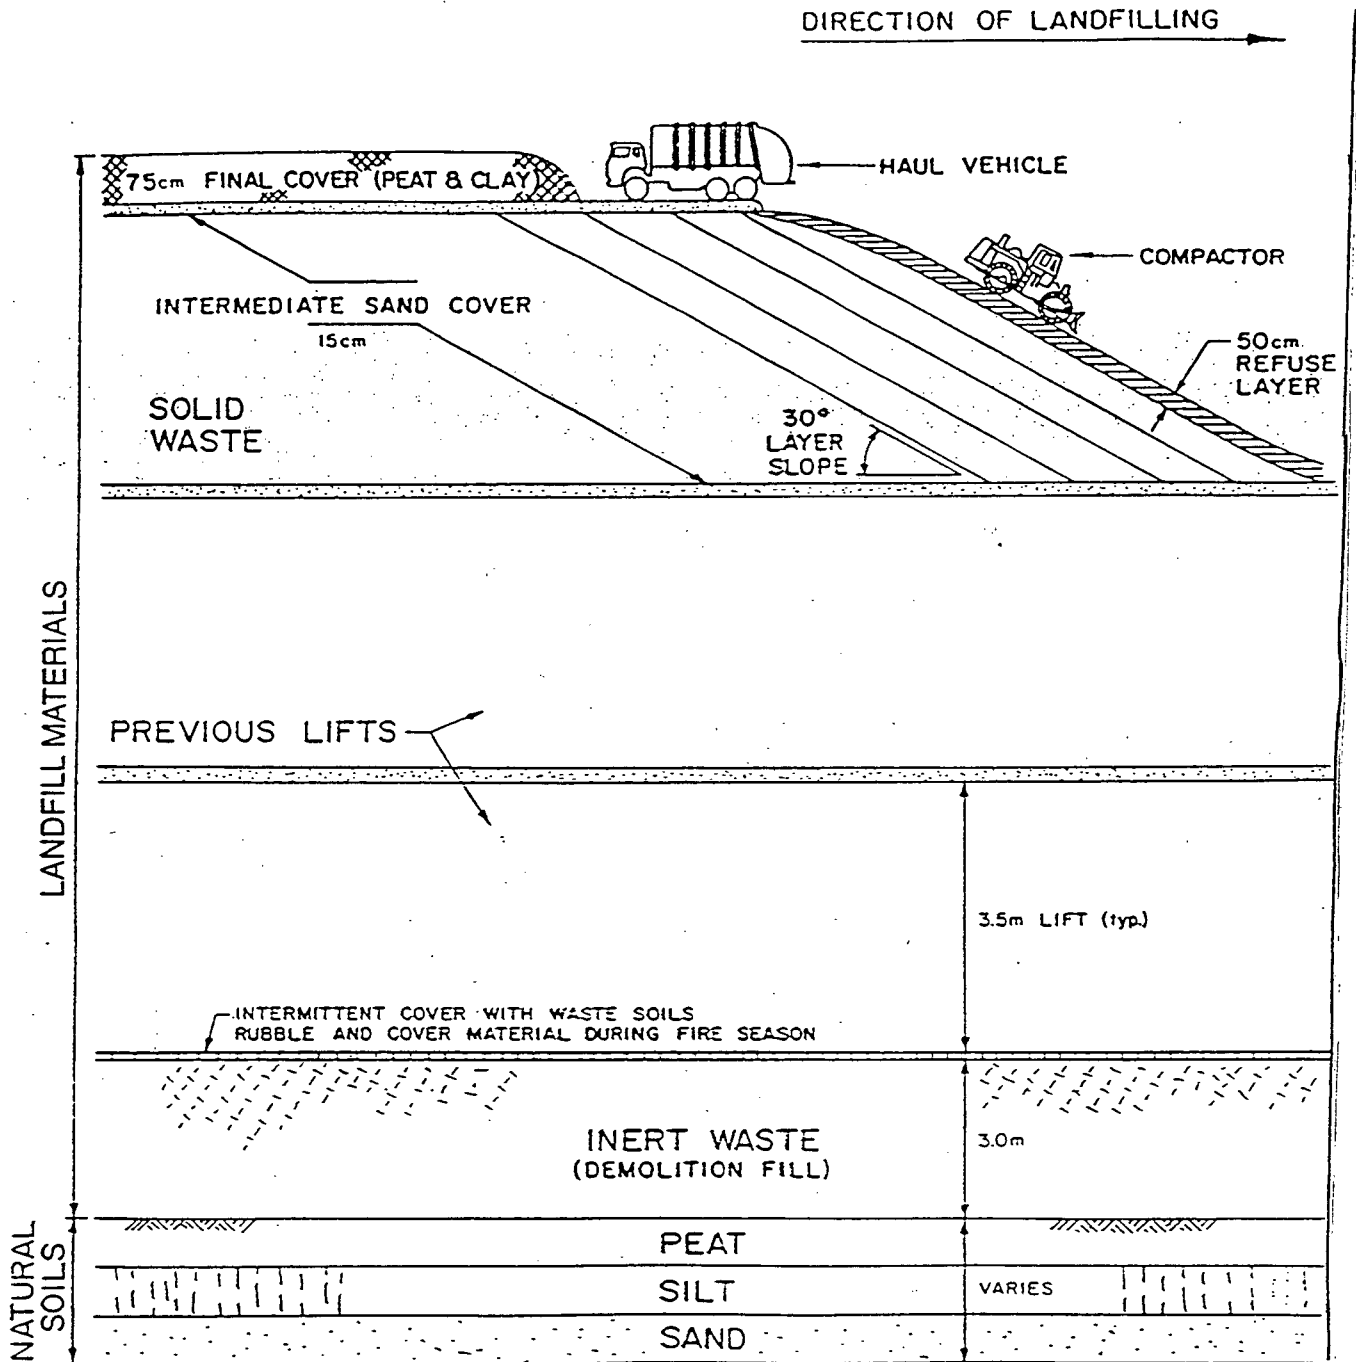 DIRECTION OF LANDFILLING
HAUL VEHICLE
75cm FINAL COVER (PEAT & CLAY)
COMPACTOR
INTERMEDIATE SAND COVER
15cm
50cm
REFUSE
LAYER
SOLID
WASTE
30°
LAYER
SLOPE
LANDFILL MATERIALS
PREVIOUS LIFTS
3.5m LIFT (typ.)
INTERMITTENT COVER WITH WASTE SOILS
RUBBLE AND COVER MATERIAL DURING FIRE SEASON
INERT WASTE
(DEMOLITION FILL)
3.0m
NATURAL
SOILS
PEAT
SILT
VARIES
SAND